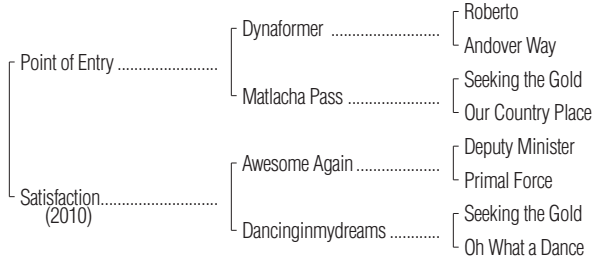 Roberto
Dynaformer ..........................
Andover Way
Point of Entry ........................
Seeking the Gold
Matlacha Pass ......................
Our Country Place
Deputy Minister
Awesome Again ....................
Primal Force
Satisfaction............................
(2010)
Seeking the Gold
Dancinginmydreams ............
Oh What a Dance